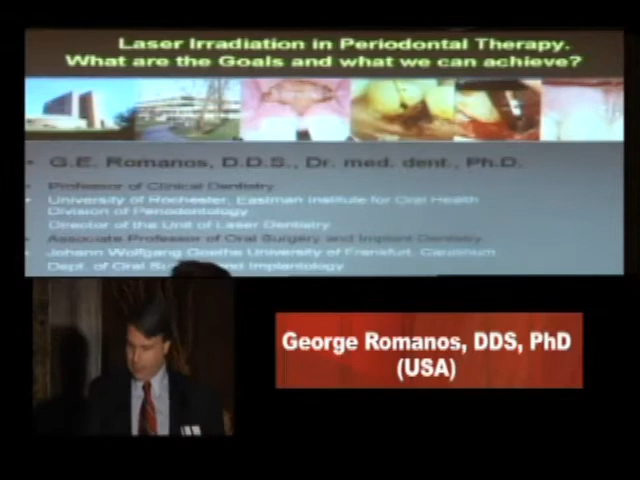 Laser Irradiation in Periodontal Therapy.
What are the Goals and what we can achieve?
G.E. Romanos, D.D.S., Dr. med. dent., Ph.D.
Professor of Clinical Dentistry
University of Rochester, Eastman Institute for Oral Health
Division of Periodontology
Director of the Unit of Laser Dentistry
Associate Professor of Oral Surgery and Implant Dentistry
Johann Wolfgang Goethe University of Frankfurt,
Dept. of Oral and Implantology
George Romanos, DDS, PhD
(USA)